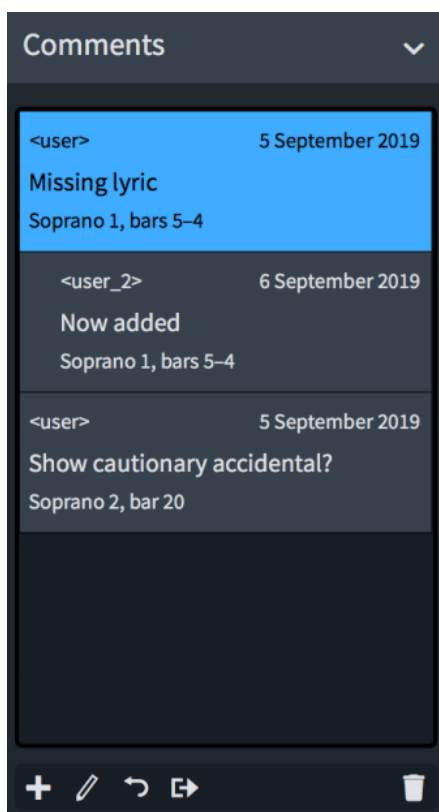 Comments
<user> 5 September 2019
Missing lyric
Soprano 1, bars 5–4
<user_2> 6 September 2019
Now added
Soprano 1, bars 5–4
<user> 5 September 2019
Show cautionary accidental?
Soprano 2, bar 20